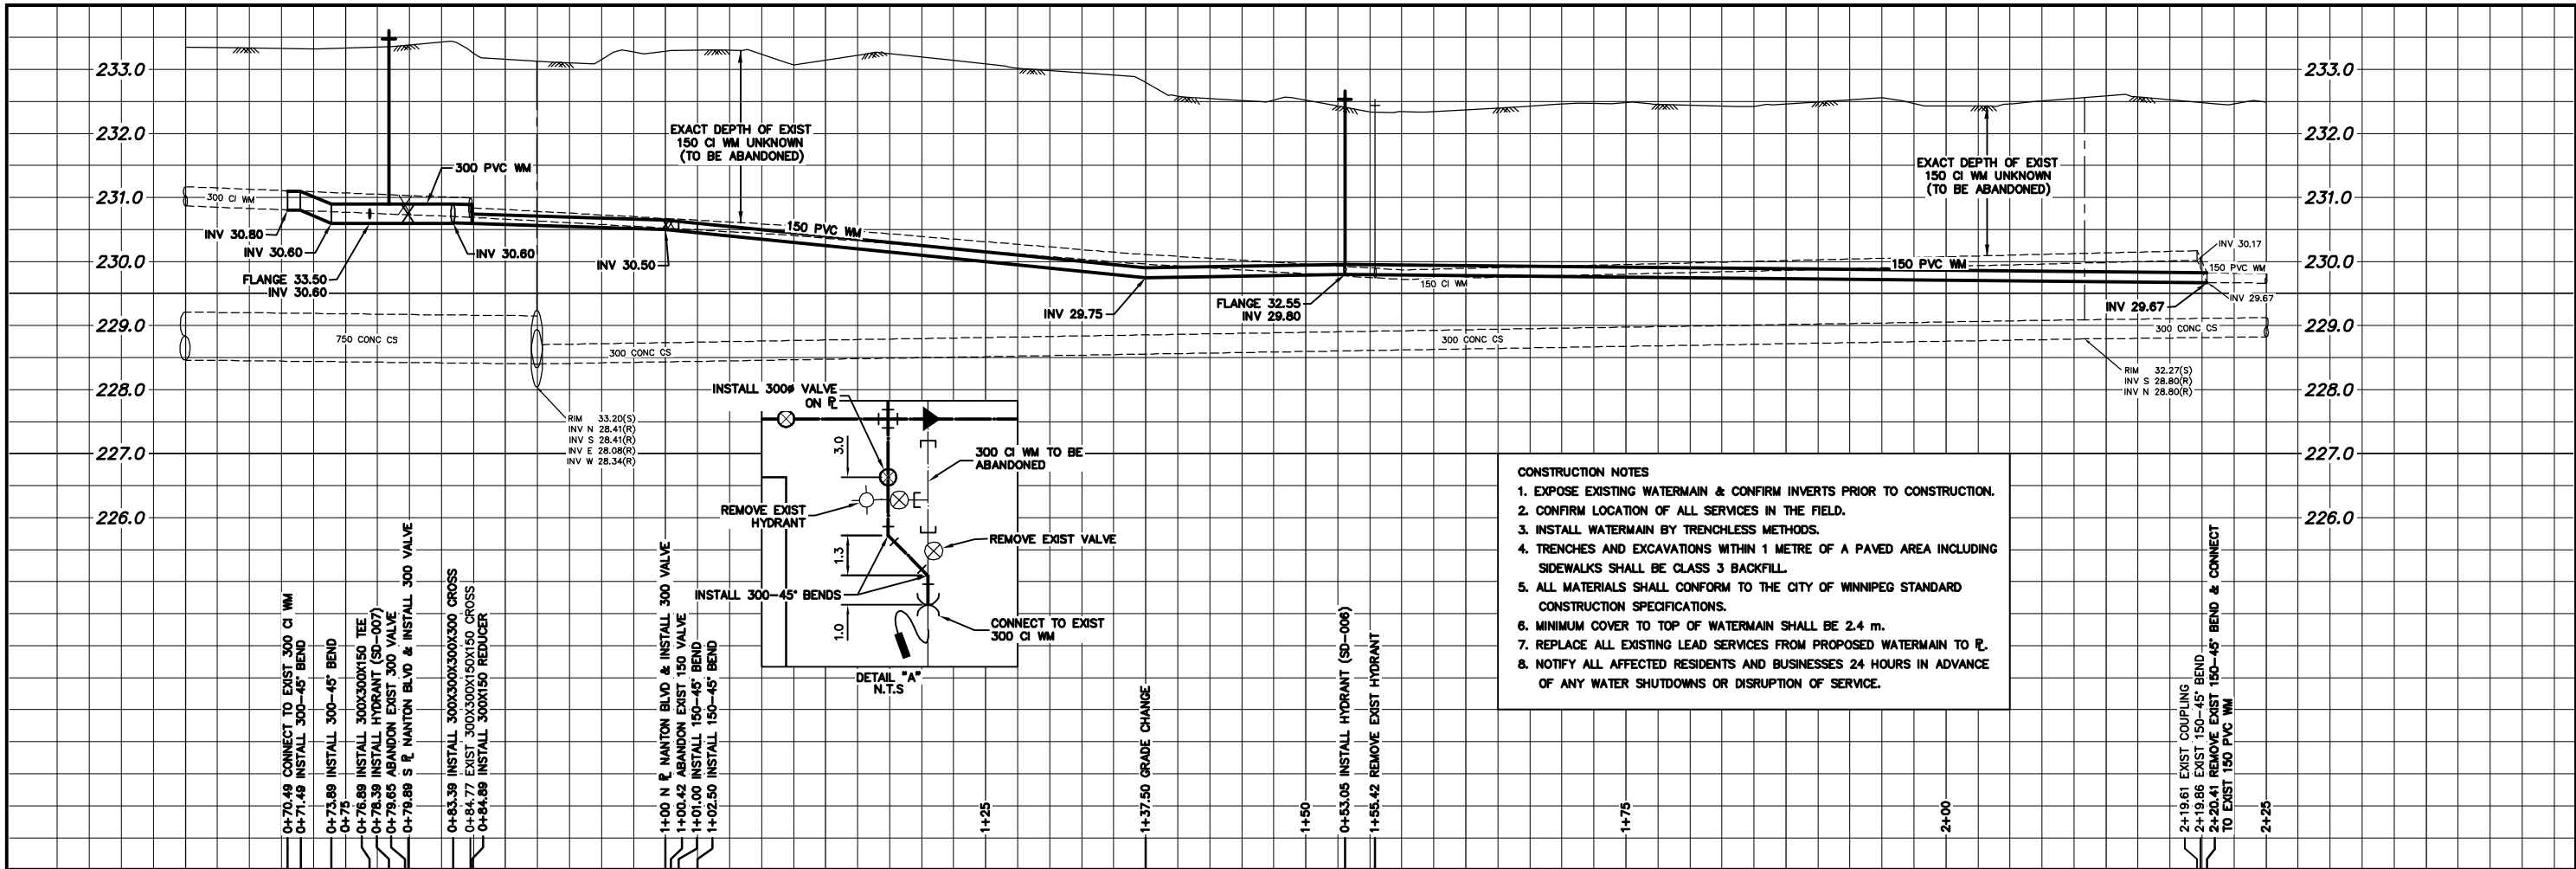 233.0
232.0
231.0
230.0
229.0
228.0
227.0
226.0
300 CI WM
INV 30.80
INV 30.60
FLANGE 33.50
INV 30.60
300 PVC WM
INV 30.60
750 CONC CS
300 CONC CS
RIM 33.20(S)
INV N 28.41(R)
INV S 28.41(R)
INV E 28.08(R)
INV W 28.34(R)
EXACT DEPTH OF EXIST
150 CI WM UNKNOWN
(TO BE ABANDONED)
INV 30.50
150 PVC WM
INV 29.75
FLANGE 32.55
INV 29.80
150 CI WM
300 CONC CS
150 PVC WM
EXACT DEPTH OF EXIST
150 CI WM UNKNOWN
(TO BE ABANDONED)
INV 30.17
150 PVC WM
INV 29.67
INV 29.67
300 CONC CS
RIM 32.27(S)
INV S 28.80(R)
INV N 28.80(R)
233.0
232.0
231.0
230.0
229.0
228.0
227.0
226.0
INSTALL 300ø VALVE
ON PL
3.0
300 CI WM TO BE
ABANDONED
REMOVE EXIST
HYDRANT
1.3
REMOVE EXIST VALVE
INSTALL 300-45° BENDS
1.0
CONNECT TO EXIST
300 CI WM
DETAIL "A"
N.T.S
CONSTRUCTION NOTES
1. EXPOSE EXISTING WATERMAIN & CONFIRM INVERTS PRIOR TO CONSTRUCTION.
2. CONFIRM LOCATION OF ALL SERVICES IN THE FIELD.
3. INSTALL WATERMAIN BY TRENCHLESS METHODS.
4. TRENCHES AND EXCAVATIONS WITHIN 1 METRE OF A PAVED AREA INCLUDING
SIDEWALKS SHALL BE CLASS 3 BACKFILL.
5. ALL MATERIALS SHALL CONFORM TO THE CITY OF WINNIPEG STANDARD
CONSTRUCTION SPECIFICATIONS.
6. MINIMUM COVER TO TOP OF WATERMAIN SHALL BE 2.4 m.
7. REPLACE ALL EXISTING LEAD SERVICES FROM PROPOSED WATERMAIN TO PL.
8. NOTIFY ALL AFFECTED RESIDENTS AND BUSINESSES 24 HOURS IN ADVANCE
OF ANY WATER SHUTDOWNS OR DISRUPTION OF SERVICE.
0+70.49 CONNECT TO EXIST 300 CI WM
0+71.49 INSTALL 300-45° BEND
0+73.89 INSTALL 300-45° BEND
0+75
0+76.89 INSTALL 300X300X150 TEE
0+78.39 INSTALL HYDRANT (SD-007)
0+79.65 ABANDON EXIST 300 VALVE
0+79.89 S PL NANTON BLVD & INSTALL 300 VALVE
0+83.39 INSTALL 300X300X300X300 CROSS
0+84.77 EXIST 300X300X150X150 CROSS
0+84.89 INSTALL 300X150 REDUCER
1+00 N PL NANTON BLVD & INSTALL 300 VALVE
1+00.42 ABANDON EXIST 150 VALVE
1+01.00 INSTALL 150-45° BEND
1+02.50 INSTALL 150-45° BEND
1+25
1+37.50 GRADE CHANGE
1+50
0+53.05 INSTALL HYDRANT (SD-006)
1+55.42 REMOVE EXIST HYDRANT
1+75
2+00
2+19.61 EXIST COUPLING
2+19.86 EXIST 150-45° BEND
2+20.41 REMOVE EXIST 150-45° BEND & CONNECT
TO EXIST 150 PVC WM
2+25